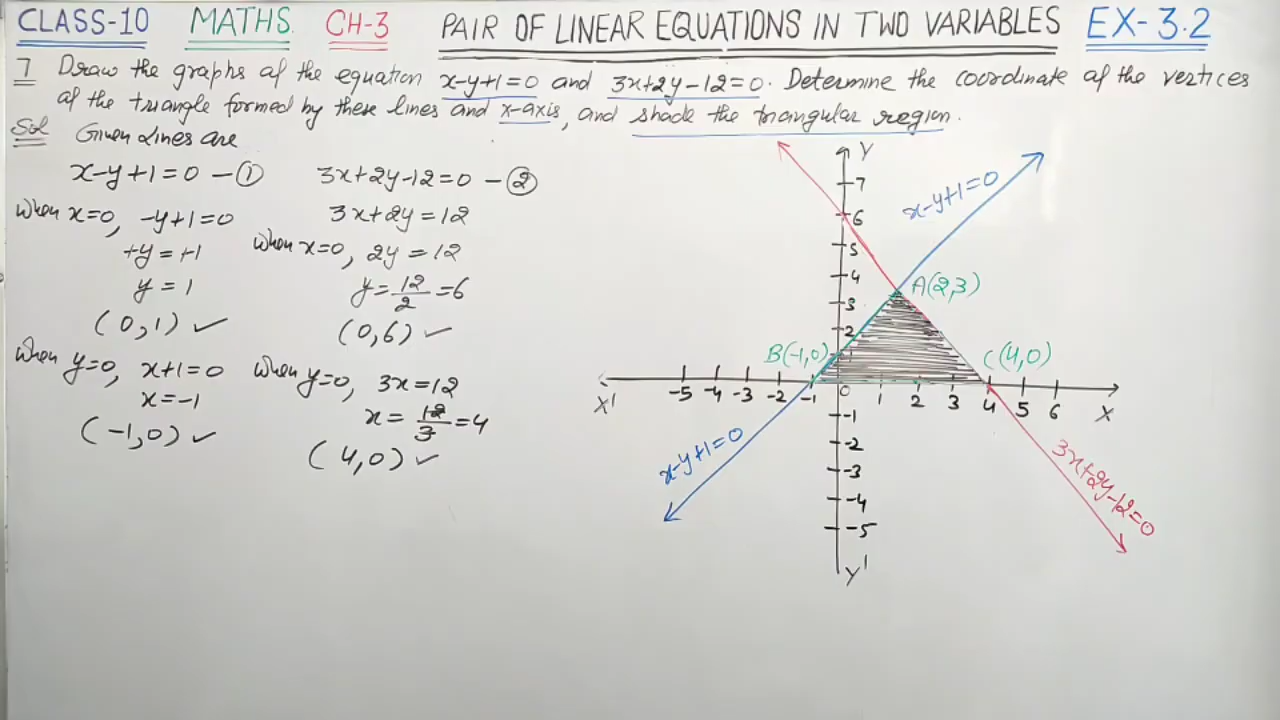 CLASS-10 MATHS CH-3 PAIR OF LINEAR EQUATIONS IN TWO VARIABLES EX-3.2
7 Draw the graphs of the equation x-y+1=0 and 3x+2y-12=0. Determine the coordinate of the vertices
of the triangle formed by these lines and x-axis, and shade the triangular region.
Sol Given Lines are
x-y+1=0 -①
when x=0, -y+1=0
+y=+1
y=1
(0,1) ✓
when y=0, x+1=0
x=-1
(-1,0) ✓
3x+2y-12=0 -②
3x+2y=12
when x=0, 2y=12
y=12/2=6
(0,6) ✓
when y=0, 3x=12
x=12/3=4
(4,0) ✓
Y
7
6
5
4
3
2
1
x-y+1=0
A(2,3)
B(-1,0)
C(4,0)
X' -5 -4 -3 -2 -1 0 1 2 3 4 5 6 X
-1
-2
-3
-4
-5
Y'
x-y+1=0
3x+2y-12=0